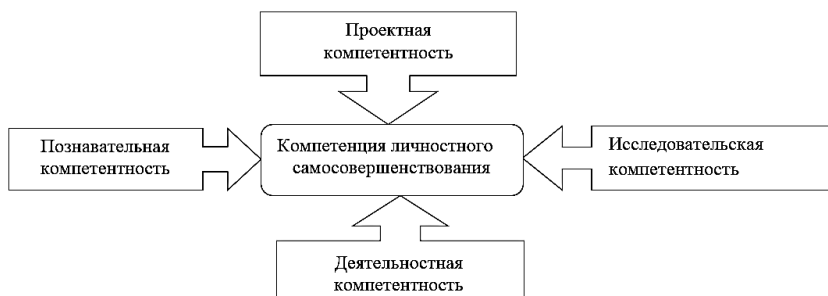 Проектная
компетентность
Познавательная
компетентность
Компетенция личностного
самосовершенствования
Исследовательская
компетентность
Деятельностная
компетентность